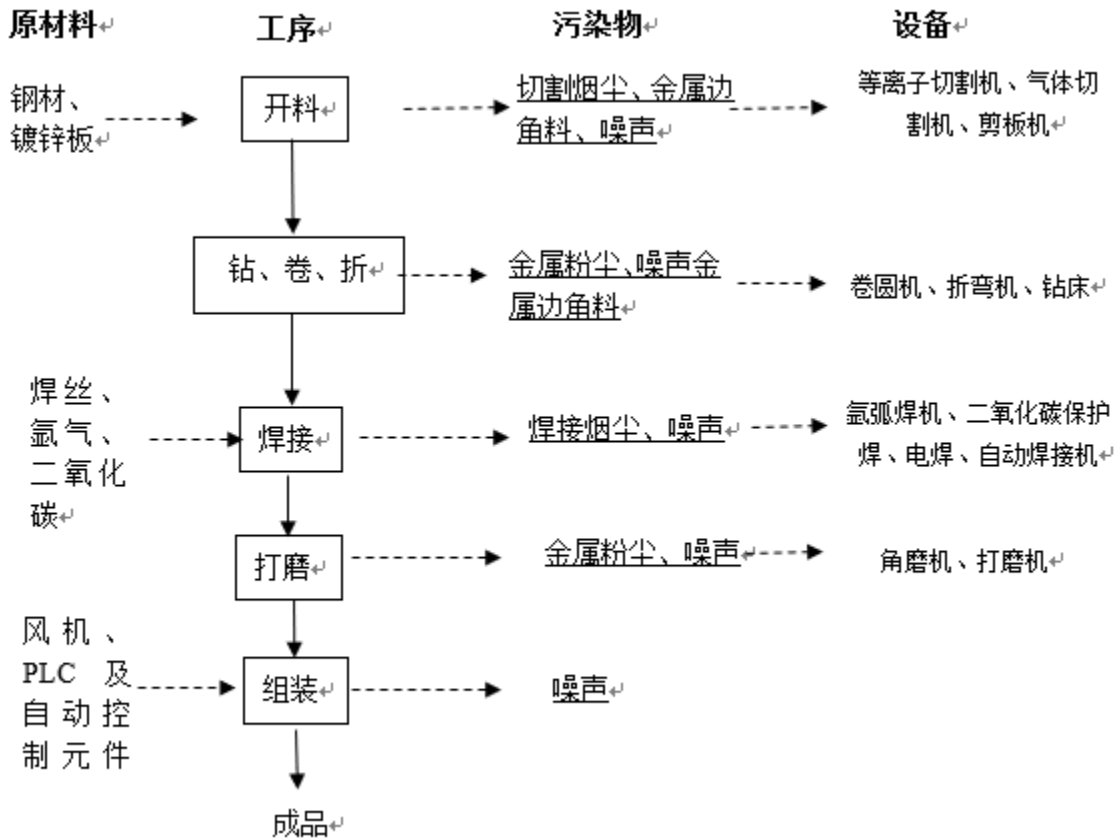 原材料 工序 污染物 设备
钢材、
镀锌板
开料
切割烟尘、金属边
角料、噪声
等离子切割机、气体切
割机、剪板机
钻、卷、折
金属粉尘、噪声金
属边角料
卷圆机、折弯机、钻床
焊丝、
氩气、
二氧化
碳
焊接
焊接烟尘、噪声
氩弧焊机、二氧化碳保护
焊、电焊、自动焊接机
打磨
金属粉尘、噪声
角磨机、打磨机
风机、
PLC 及
自动控
制元件
组装
噪声
成品